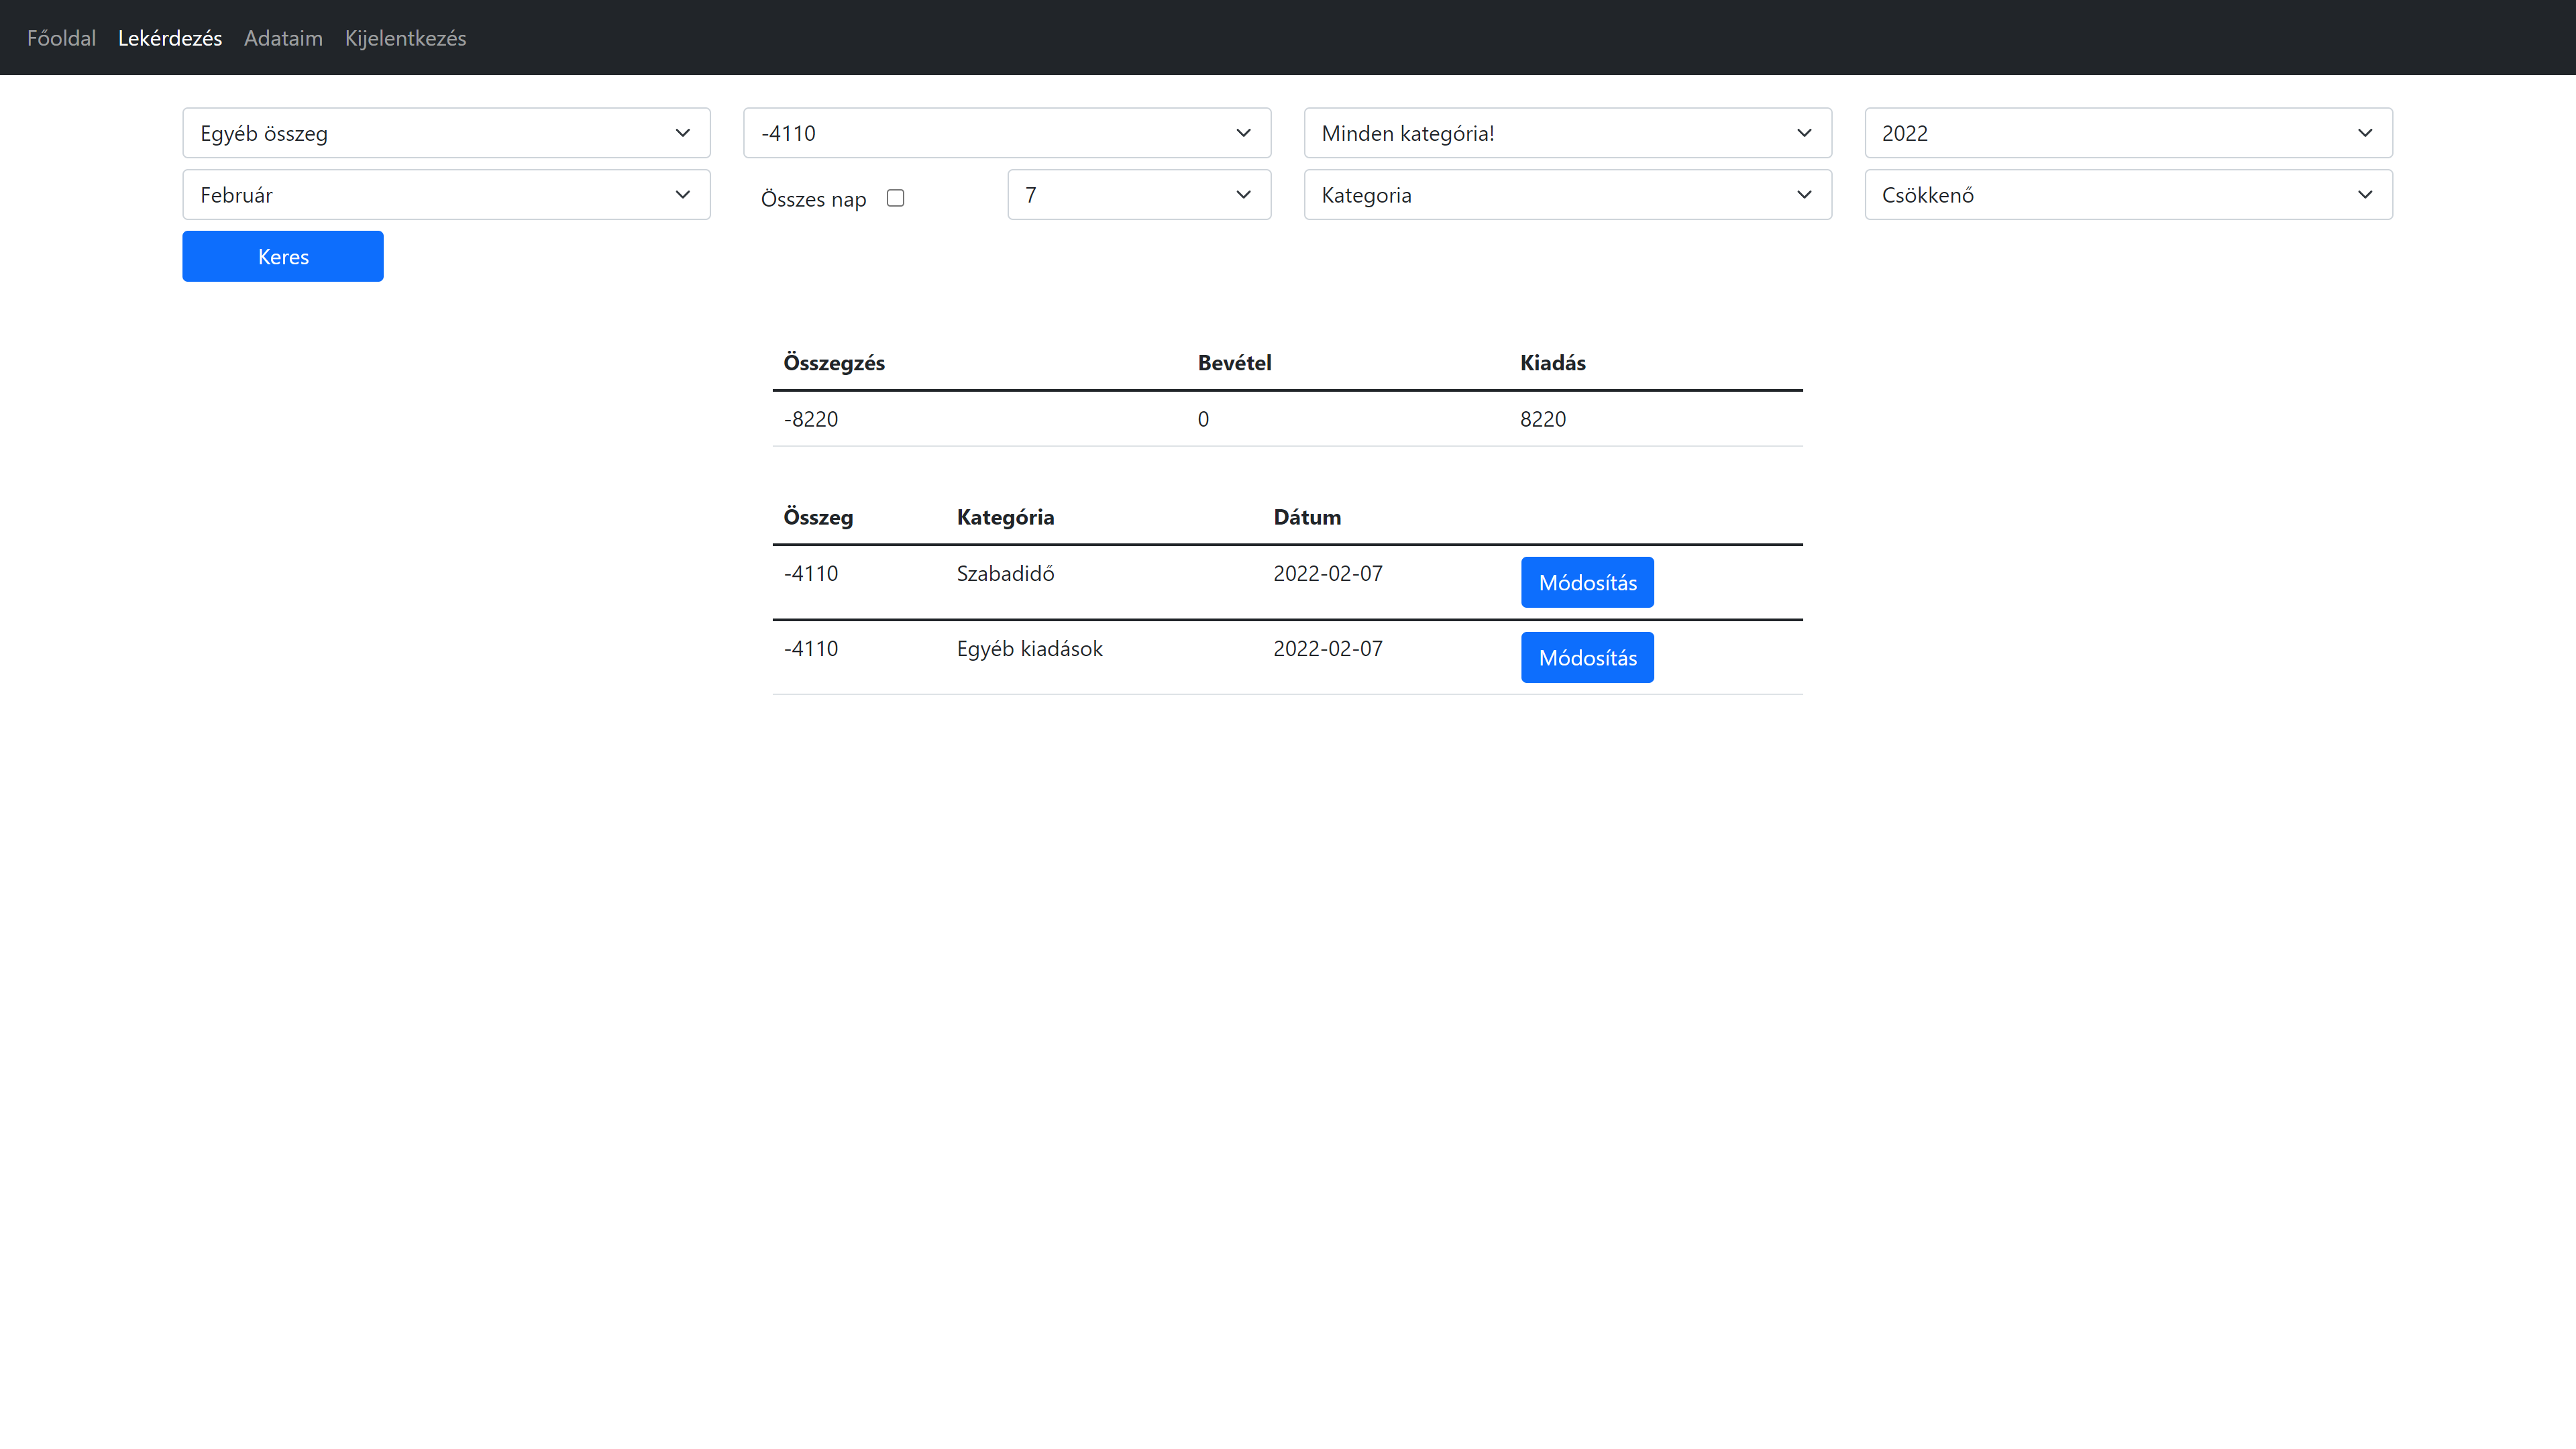 Főoldal Lekérdezés Adataim Kijelentkezés
Egyéb összeg -4110 Minden kategória! 2022
Február Összes nap 7 Kategoria Csökkenő
Keres
Összegzés Bevétel Kiadás
-8220 0 8220
Összeg Kategória Dátum
-4110 Szabadidő 2022-02-07 Módosítás
-4110 Egyéb kiadások 2022-02-07 Módosítás